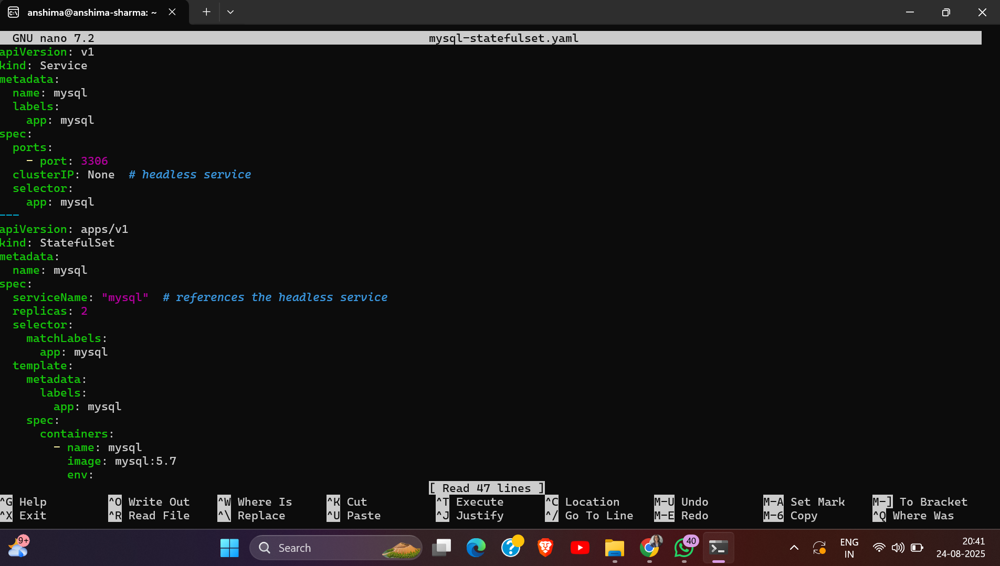 anshima@anshima-sharma: ~
GNU nano 7.2 mysql-statefulset.yaml
apiVersion: v1
kind: Service
metadata:
  name: mysql
  labels:
    app: mysql
spec:
  ports:
    - port: 3306
  clusterIP: None  # headless service
  selector:
    app: mysql
---
apiVersion: apps/v1
kind: StatefulSet
metadata:
  name: mysql
spec:
  serviceName: "mysql"  # references the headless service
  replicas: 2
  selector:
    matchLabels:
      app: mysql
  template:
    metadata:
      labels:
        app: mysql
    spec:
      containers:
        - name: mysql
          image: mysql:5.7
          env:
[ Read 47 lines ]
^G Help ^O Write Out ^W Where Is ^K Cut ^T Execute ^C Location M-U Undo M-A Set Mark M-] To Bracket
^X Exit ^R Read File ^\ Replace ^U Paste ^J Justify ^/ Go To Line M-E Redo M-6 Copy ^Q Where Was
9+ Search 40 ENG 20:41
IN 24-08-2025